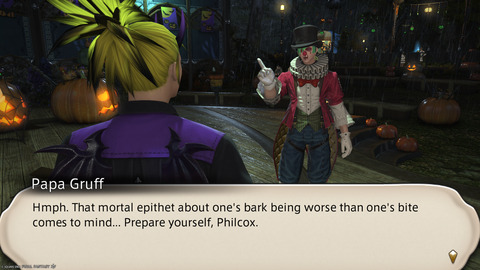 Papa Gruff
Hmph. That mortal epithet about one's bark being worse than one's bite
comes to mind... Prepare yourself, Philcox.